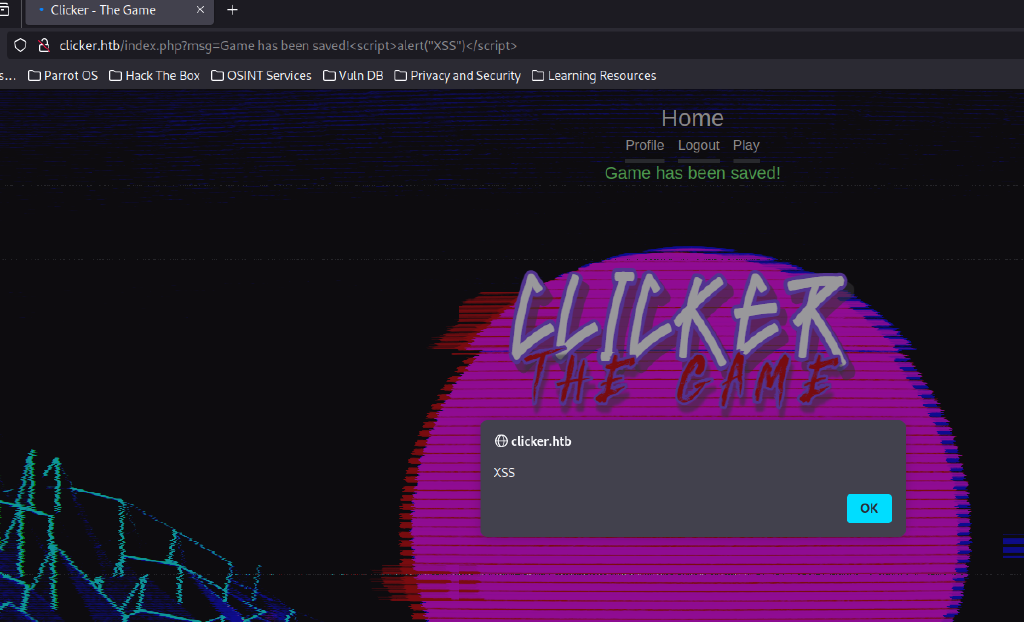 Clicker - The Game
clicker.htb/index.php?msg=Game has been saved!<script>alert("XSS")</script>
s... Parrot OS Hack The Box OSINT Services Vuln DB Privacy and Security Learning Resources
Home
Profile Logout Play
Game has been saved!
CLICKER
THE GAME
clicker.htb
XSS
OK